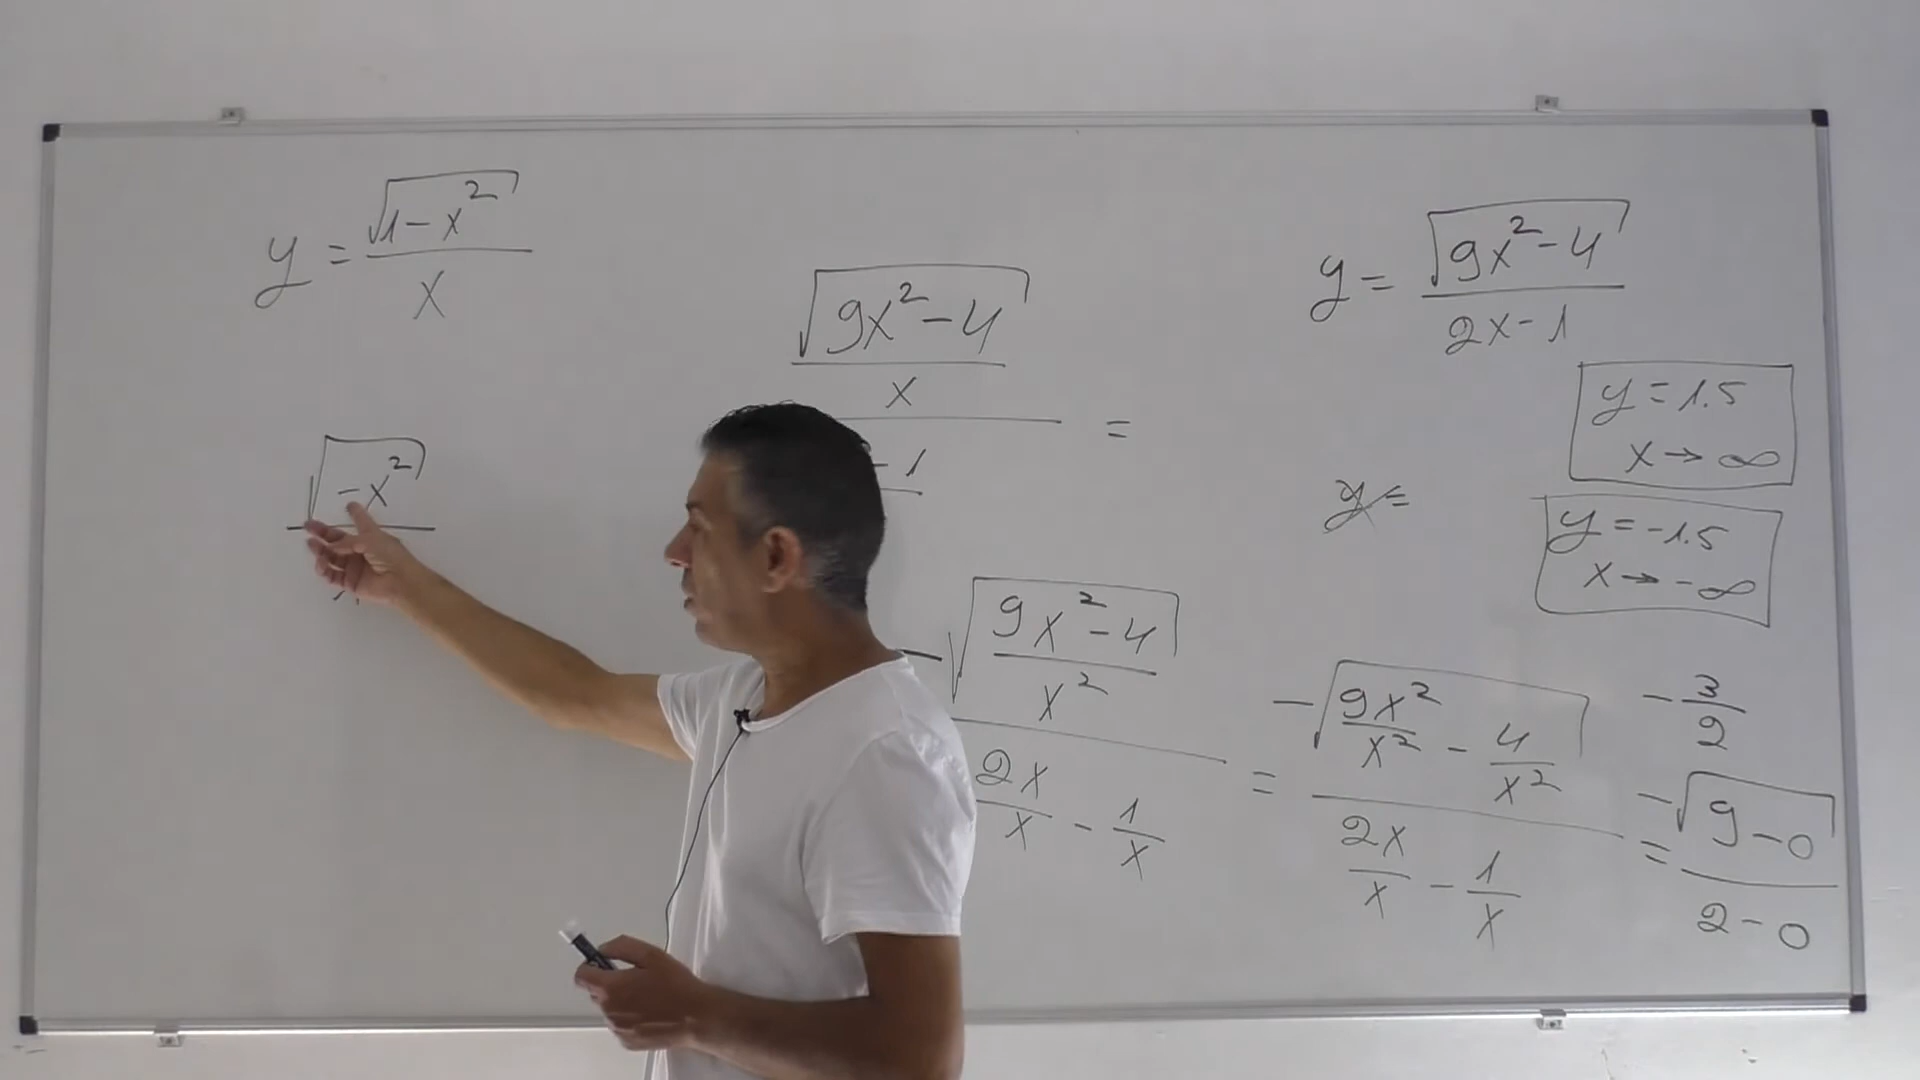 y = √(1-x²) / x
√(-x²) / x
√(9x²-4) / x
-1
=
-√((9x²-4)/x²) / (2x/x - 1/x) = -√(9x²/x² - 4/x²) / (2x/x - 1/x) = -√(9-0) / (2-0)
-3/2
y = √(9x²-4) / (2x-1)
y = 1.5
x → ∞
y =
y = -1.5
x → -∞